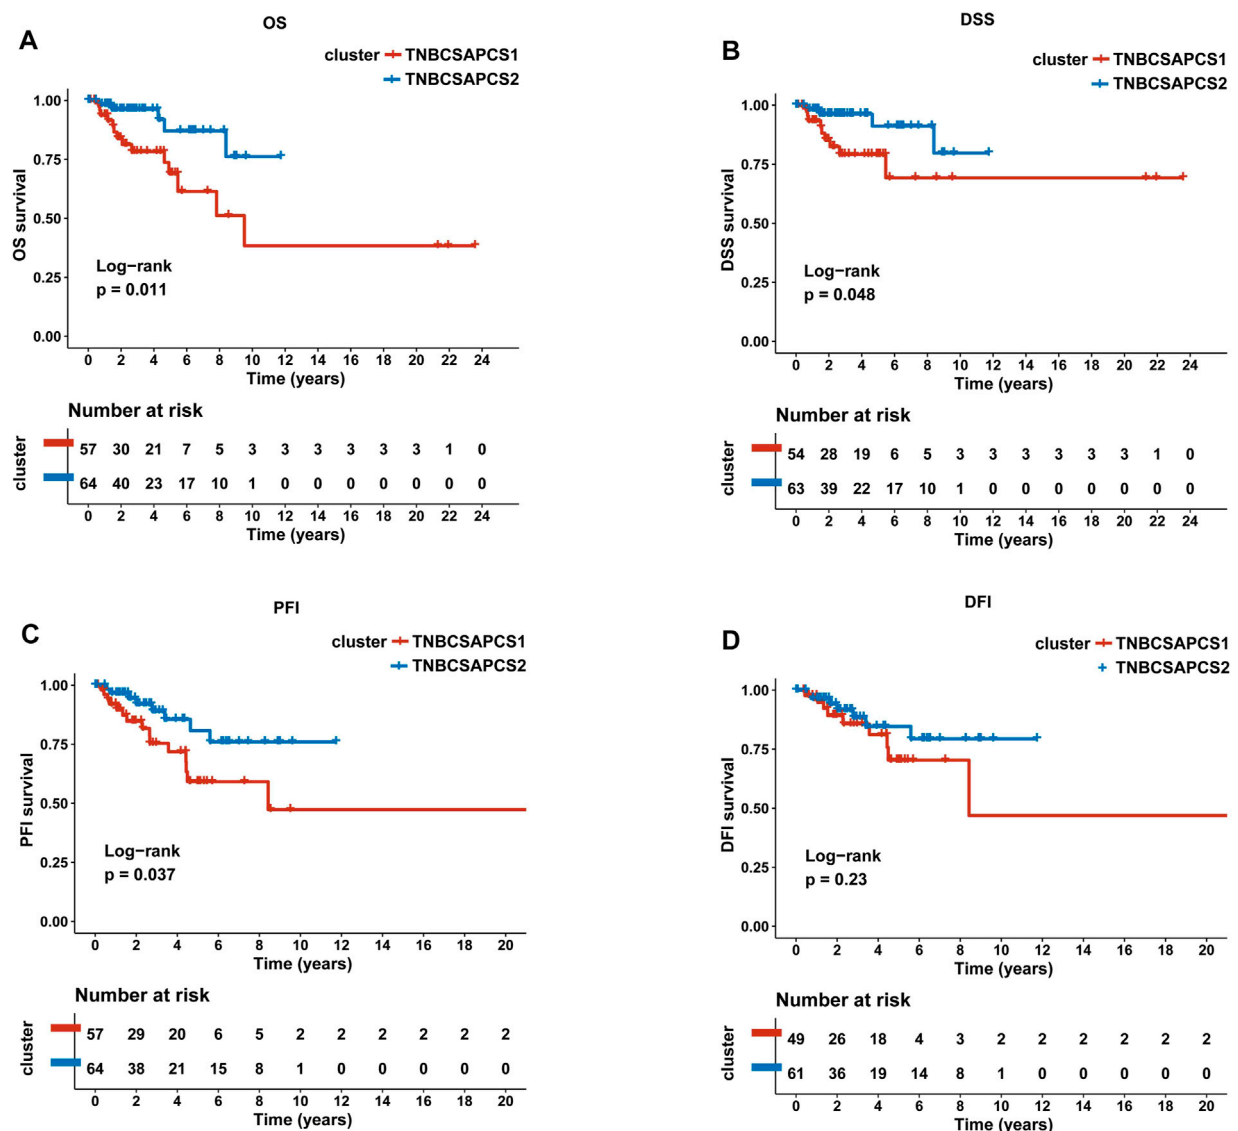 A
OS
cluster TNBCSAPCS1
TNBCSAPCS2
OS survival
1.00
0.75
0.50
0.25
0.00
Log−rank
p = 0.011
0 2 4 6 8 10 12 14 16 18 20 22 24
Time (years)
Number at risk
cluster
57 30 21 7 5 3 3 3 3 3 3 1 0
64 40 23 17 10 1 0 0 0 0 0 0 0
0 2 4 6 8 10 12 14 16 18 20 22 24
Time (years)
B
DSS
cluster TNBCSAPCS1
TNBCSAPCS2
DSS survival
1.00
0.75
0.50
0.25
0.00
Log−rank
p = 0.048
0 2 4 6 8 10 12 14 16 18 20 22 24
Time (years)
Number at risk
cluster
54 28 19 6 5 3 3 3 3 3 3 1 0
63 39 22 17 10 1 0 0 0 0 0 0 0
0 2 4 6 8 10 12 14 16 18 20 22 24
Time (years)
C
PFI
cluster TNBCSAPCS1
TNBCSAPCS2
PFI survival
1.00
0.75
0.50
0.25
0.00
Log−rank
p = 0.037
0 2 4 6 8 10 12 14 16 18 20
Time (years)
Number at risk
cluster
57 29 20 6 5 2 2 2 2 2 2
64 38 21 15 8 1 0 0 0 0 0
0 2 4 6 8 10 12 14 16 18 20
Time (years)
D
DFI
cluster TNBCSAPCS1
TNBCSAPCS2
DFI survival
1.00
0.75
0.50
0.25
0.00
Log−rank
p = 0.23
0 2 4 6 8 10 12 14 16 18 20
Time (years)
Number at risk
cluster
49 26 18 4 3 2 2 2 2 2 2
61 36 19 14 8 1 0 0 0 0 0
0 2 4 6 8 10 12 14 16 18 20
Time (years)